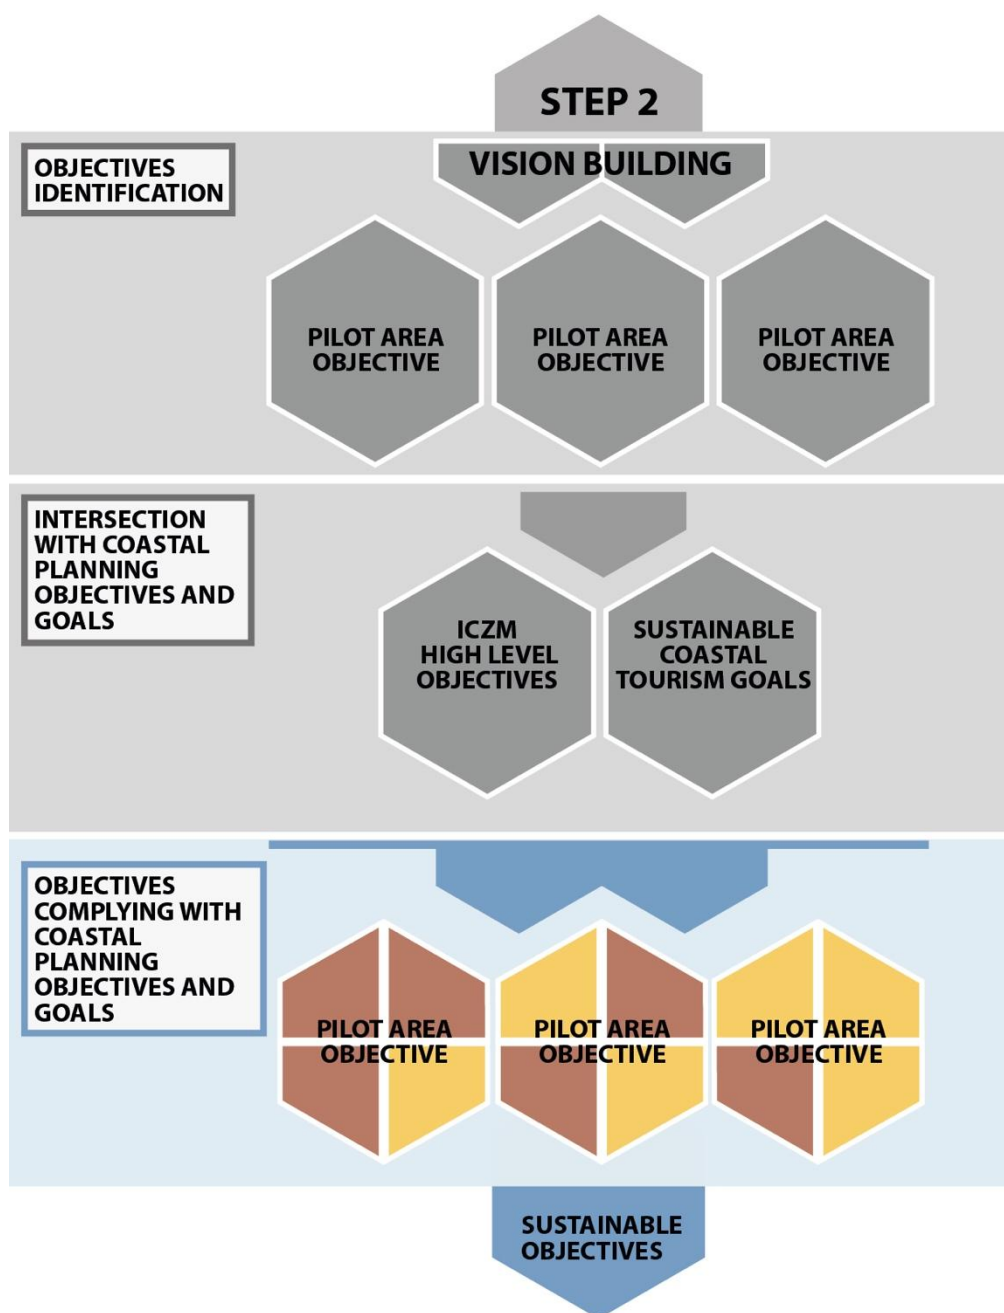 STEP 2
OBJECTIVES
IDENTIFICATION
VISION BUILDING
PILOT AREA
OBJECTIVE
PILOT AREA
OBJECTIVE
PILOT AREA
OBJECTIVE
INTERSECTION
WITH COASTAL
PLANNING
OBJECTIVES AND
GOALS
ICZM
HIGH LEVEL
OBJECTIVES
SUSTAINABLE
COASTAL
TOURISM GOALS
OBJECTIVES
COMPLYING WITH
COASTAL
PLANNING
OBJECTIVES AND
GOALS
PILOT AREA
OBJECTIVE
PILOT AREA
OBJECTIVE
PILOT AREA
OBJECTIVE
SUSTAINABLE
OBJECTIVES